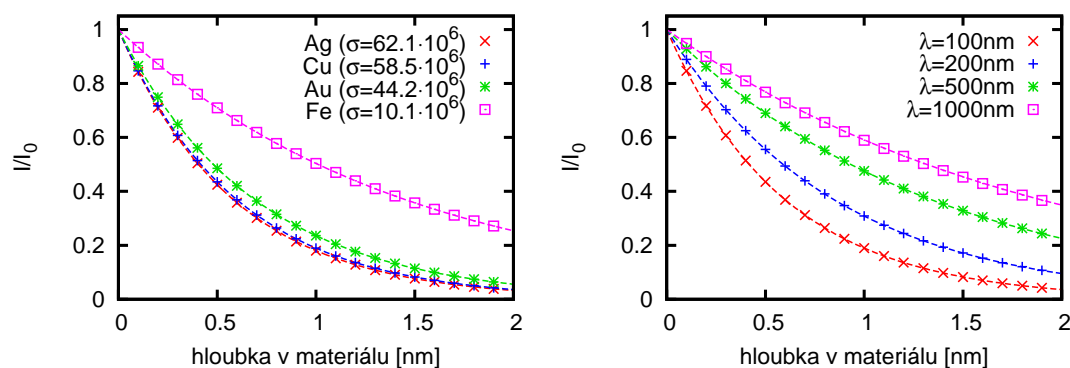 1
0.8
0.6
0.4
0.2
0
I/I0
Ag (σ=62.1·10^6)
Cu (σ=58.5·10^6)
Au (σ=44.2·10^6)
Fe (σ=10.1·10^6)
0 0.5 1 1.5 2
hloubka v materiálu [nm]
1
0.8
0.6
0.4
0.2
0
I/I0
λ=100nm
λ=200nm
λ=500nm
λ=1000nm
0 0.5 1 1.5 2
hloubka v materiálu [nm]